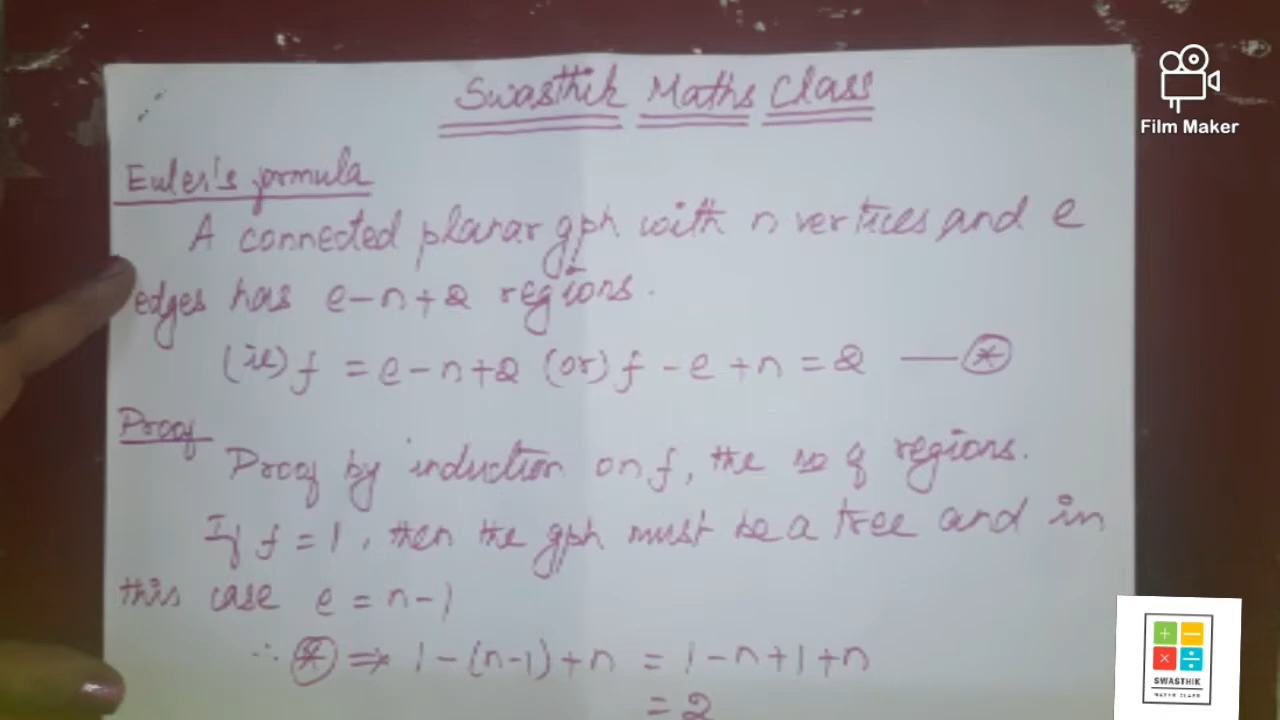 Swasthik Maths Class
Film Maker
Euler's formula
A connected planar gph with n vertices and e
edges has e-n+2 regions.
(ie) f = e-n+2 (or) f - e + n = 2 — (*)
Proof
Proof by induction on f, the no of regions.
If f = 1, then the gph must be a tree and in
this case e = n-1
∴ (*) ⇒ 1-(n-1)+n = 1-n+1+n
= 2
+ −
× ÷
SWASTHIK
MATHS CLASS